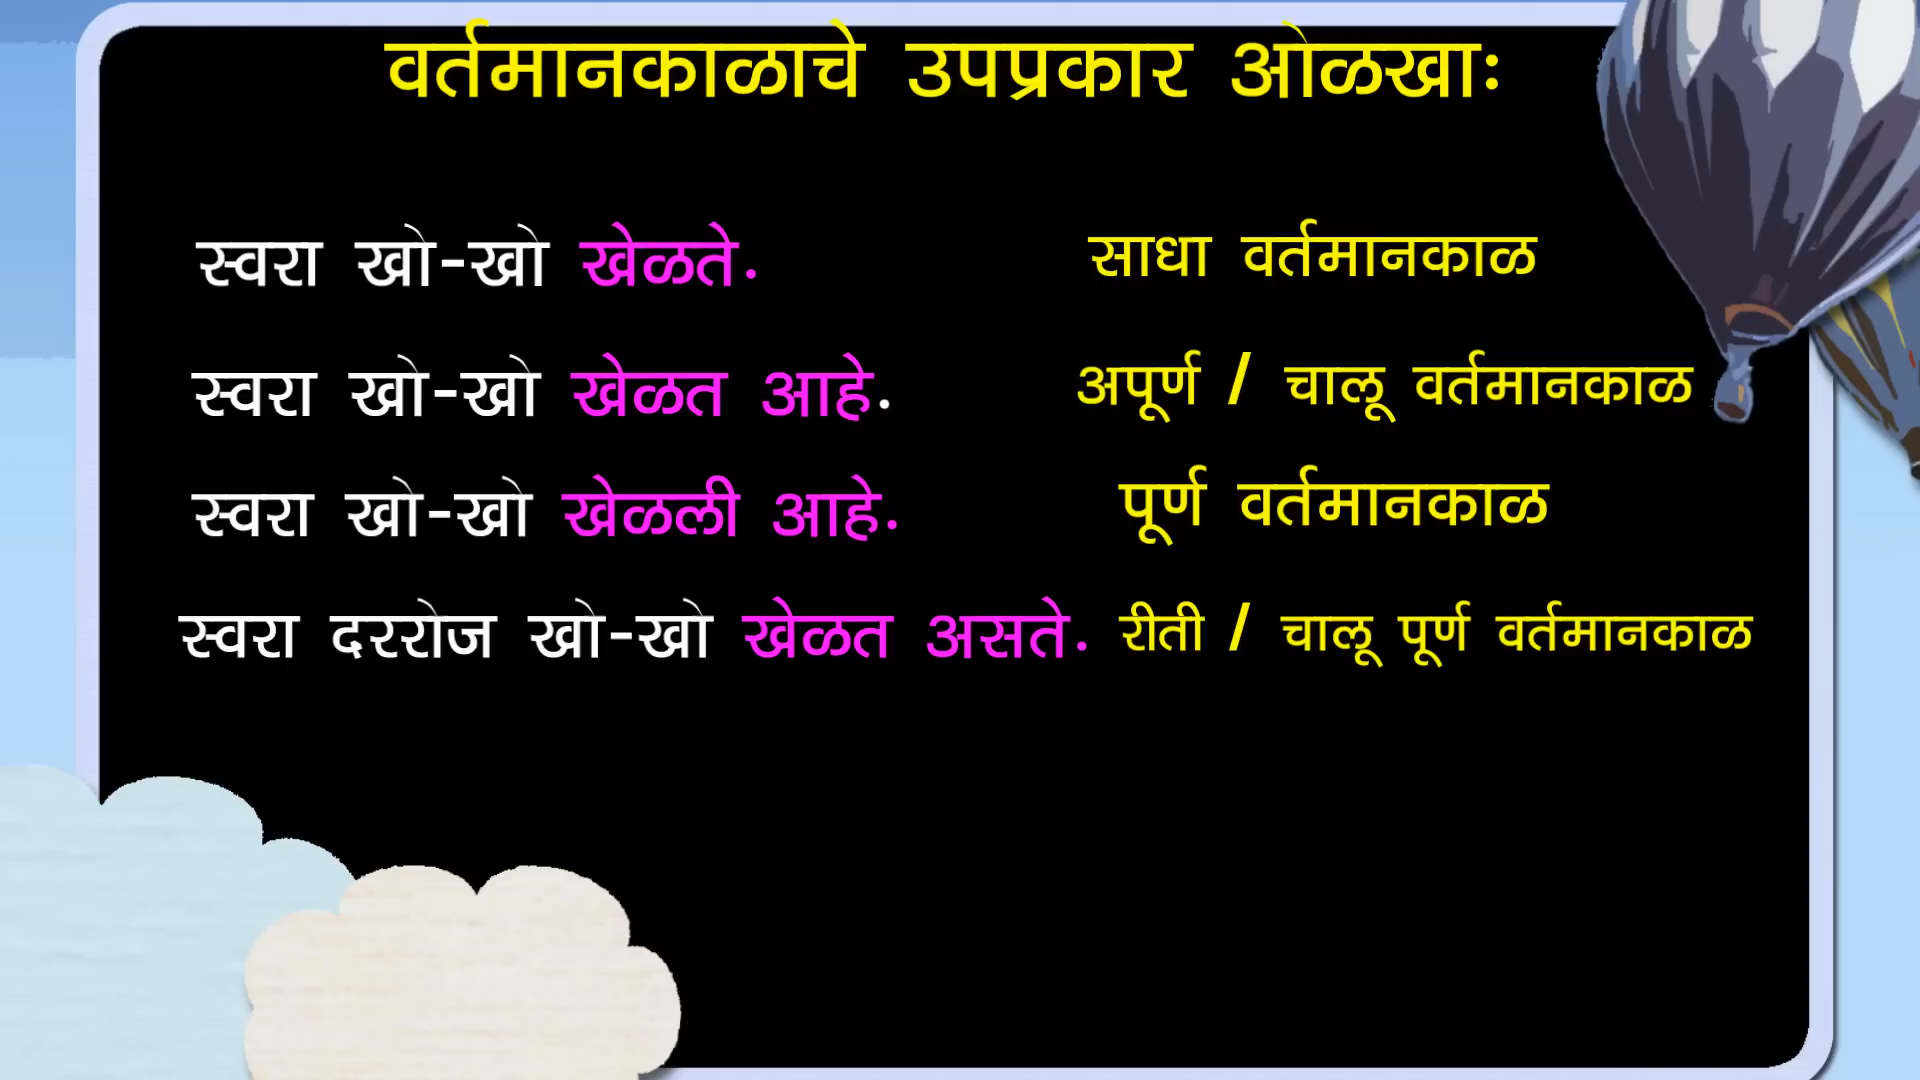 वर्तमानकाळाचे उपप्रकार ओळखाः
स्वरा खो-खो खेळते. साधा वर्तमानकाळ
स्वरा खो-खो खेळत आहे. अपूर्ण / चालू वर्तमानकाळ
स्वरा खो-खो खेळली आहे. पूर्ण वर्तमानकाळ
स्वरा दररोज खो-खो खेळत असते. रीती / चालू पूर्ण वर्तमानकाळ